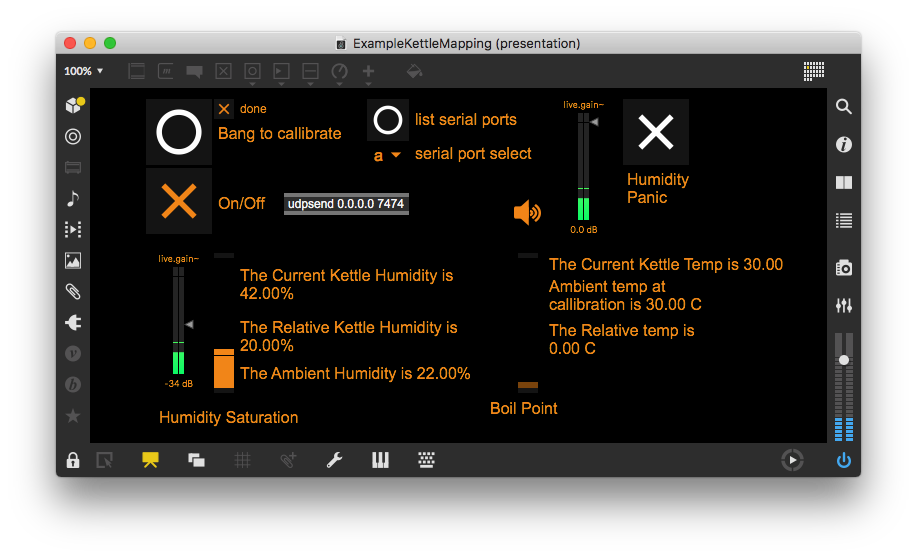 ExampleKettleMapping (presentation)
100%
done
Bang to callibrate
list serial ports
a
serial port select
live.gain~
0.0 dB
Humidity
Panic
On/Off
udpsend 0.0.0.0 7474
live.gain~
-34 dB
The Current Kettle Humidity is
42.00%
The Relative Kettle Humidity is
20.00%
The Ambient Humidity is 22.00%
Humidity Saturation
The Current Kettle Temp is 30.00
Ambient temp at
callibration is 30.00 C
The Relative temp is
0.00 C
Boil Point